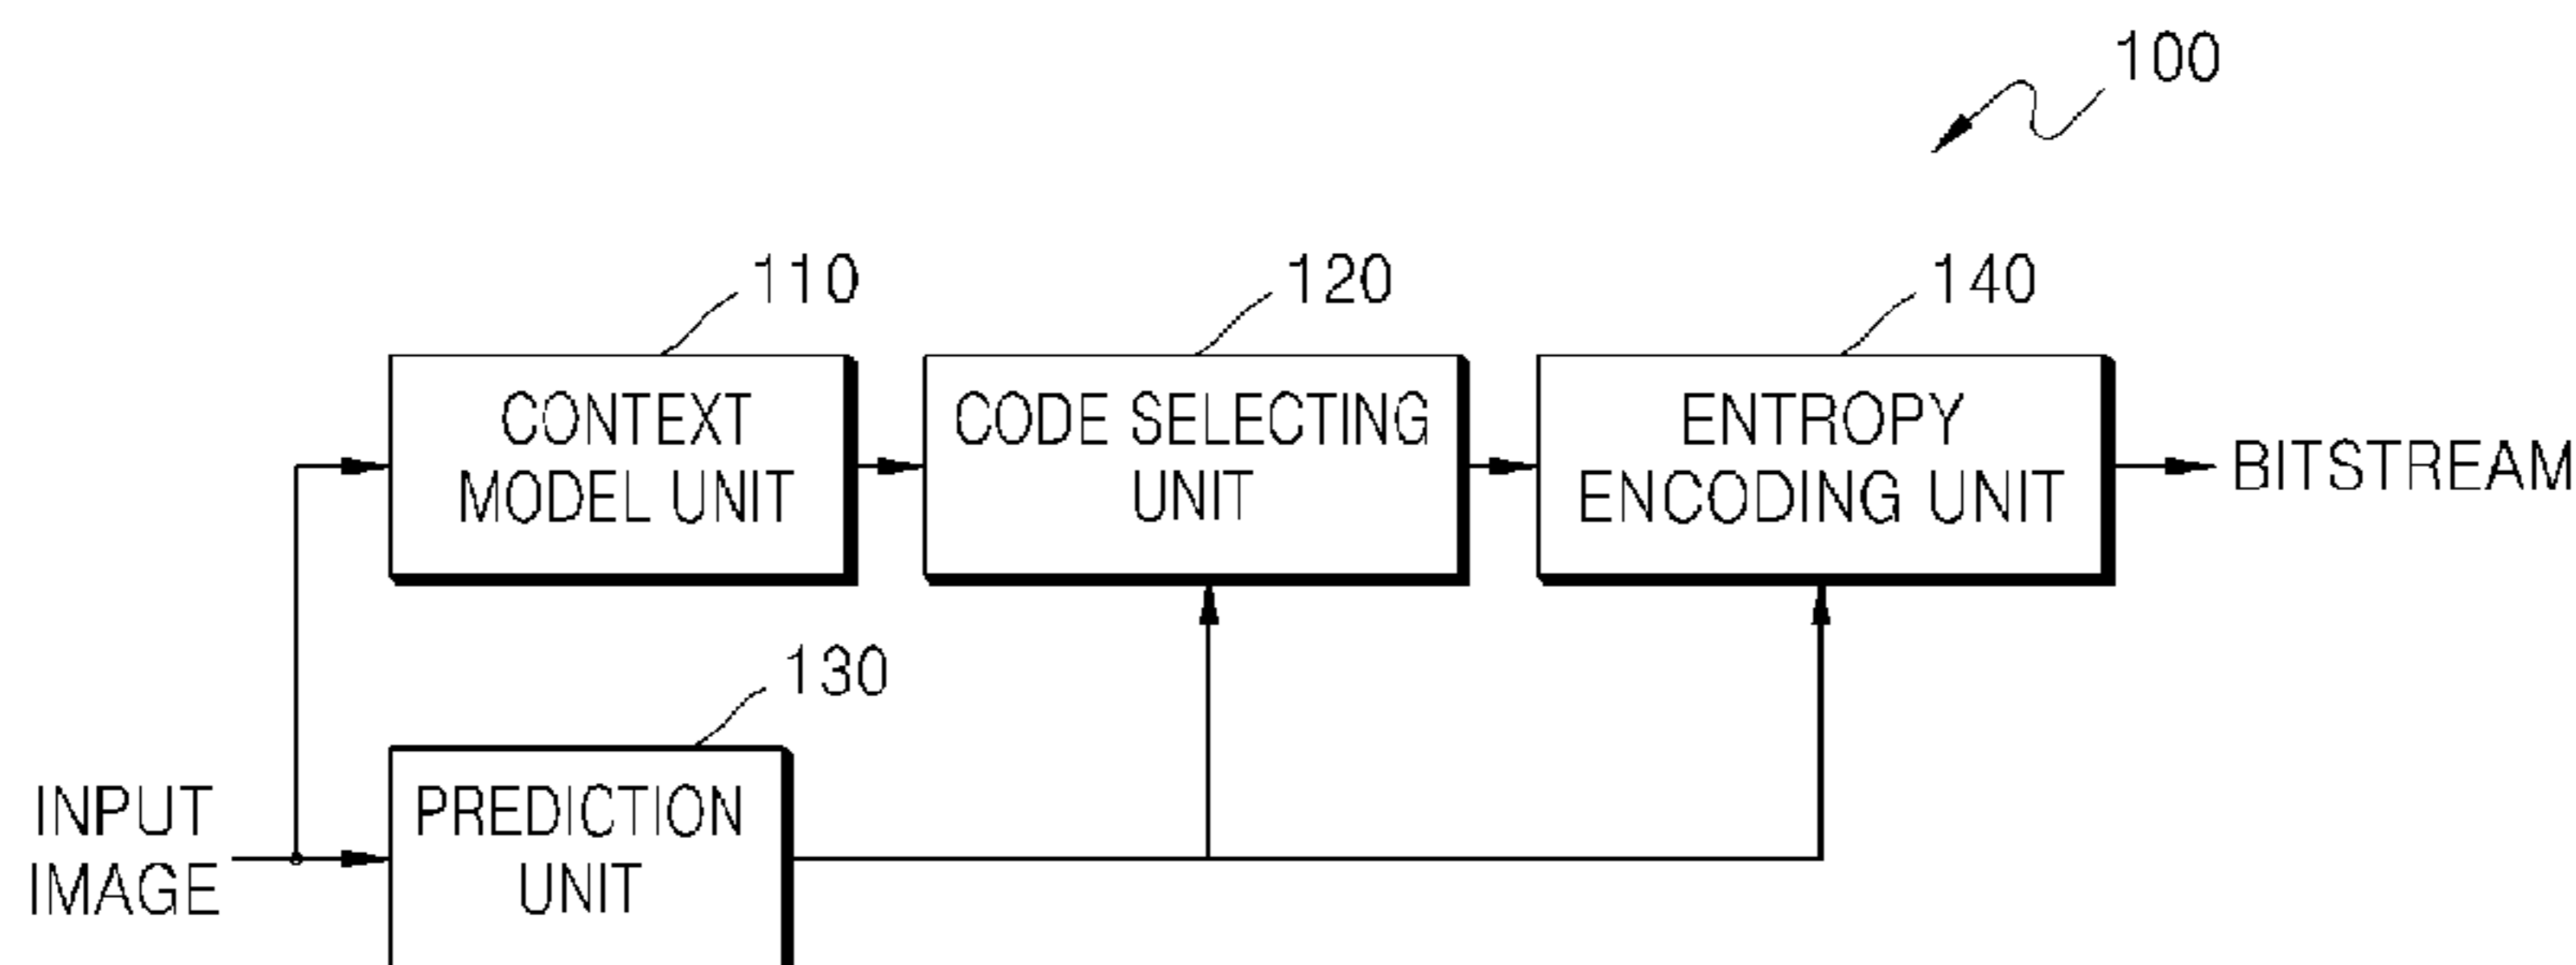 100
110
120
140
CONTEXT
MODEL UNIT
CODE SELECTING
UNIT
ENTROPY
ENCODING UNIT
BITSTREAM
130
INPUT
IMAGE
PREDICTION
UNIT